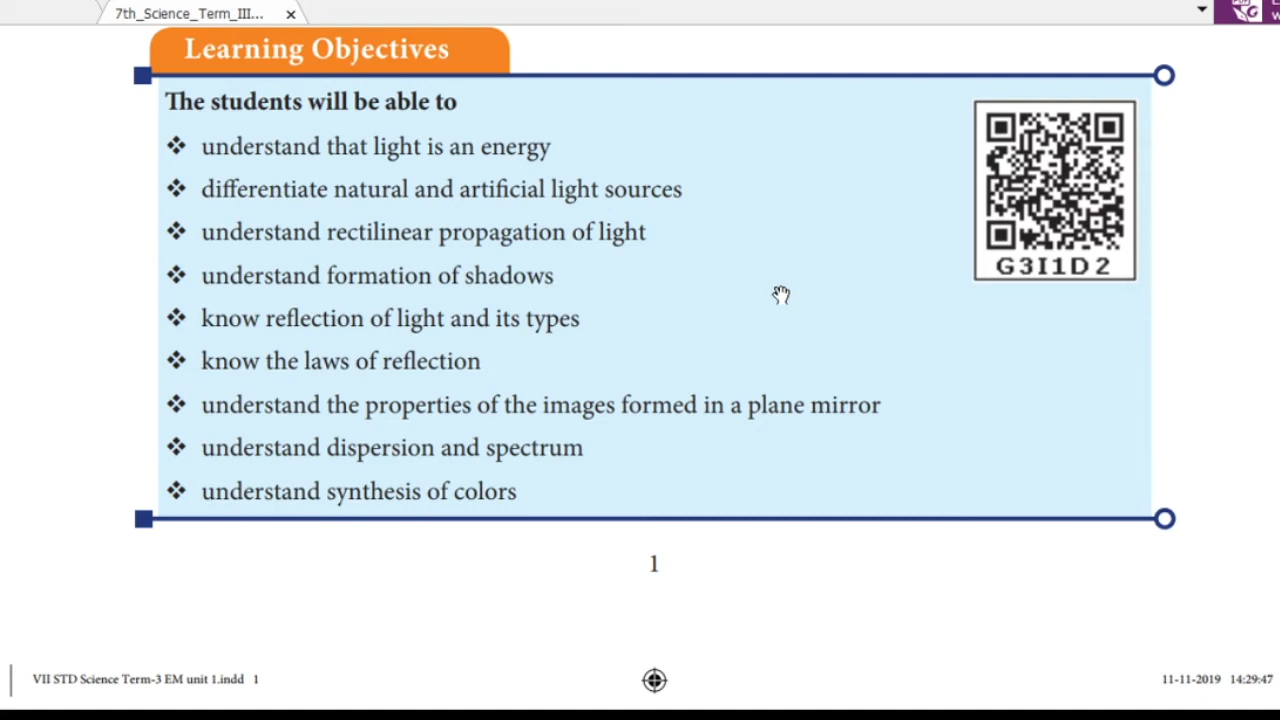 7th_Science_Term_III...
Learning Objectives
The students will be able to
❖ understand that light is an energy
❖ differentiate natural and artificial light sources
❖ understand rectilinear propagation of light
❖ understand formation of shadows
❖ know reflection of light and its types
❖ know the laws of reflection
❖ understand the properties of the images formed in a plane mirror
❖ understand dispersion and spectrum
❖ understand synthesis of colors
G3I1D2
1
VII STD Science Term-3 EM unit 1.indd 1
11-11-2019 14:29:47